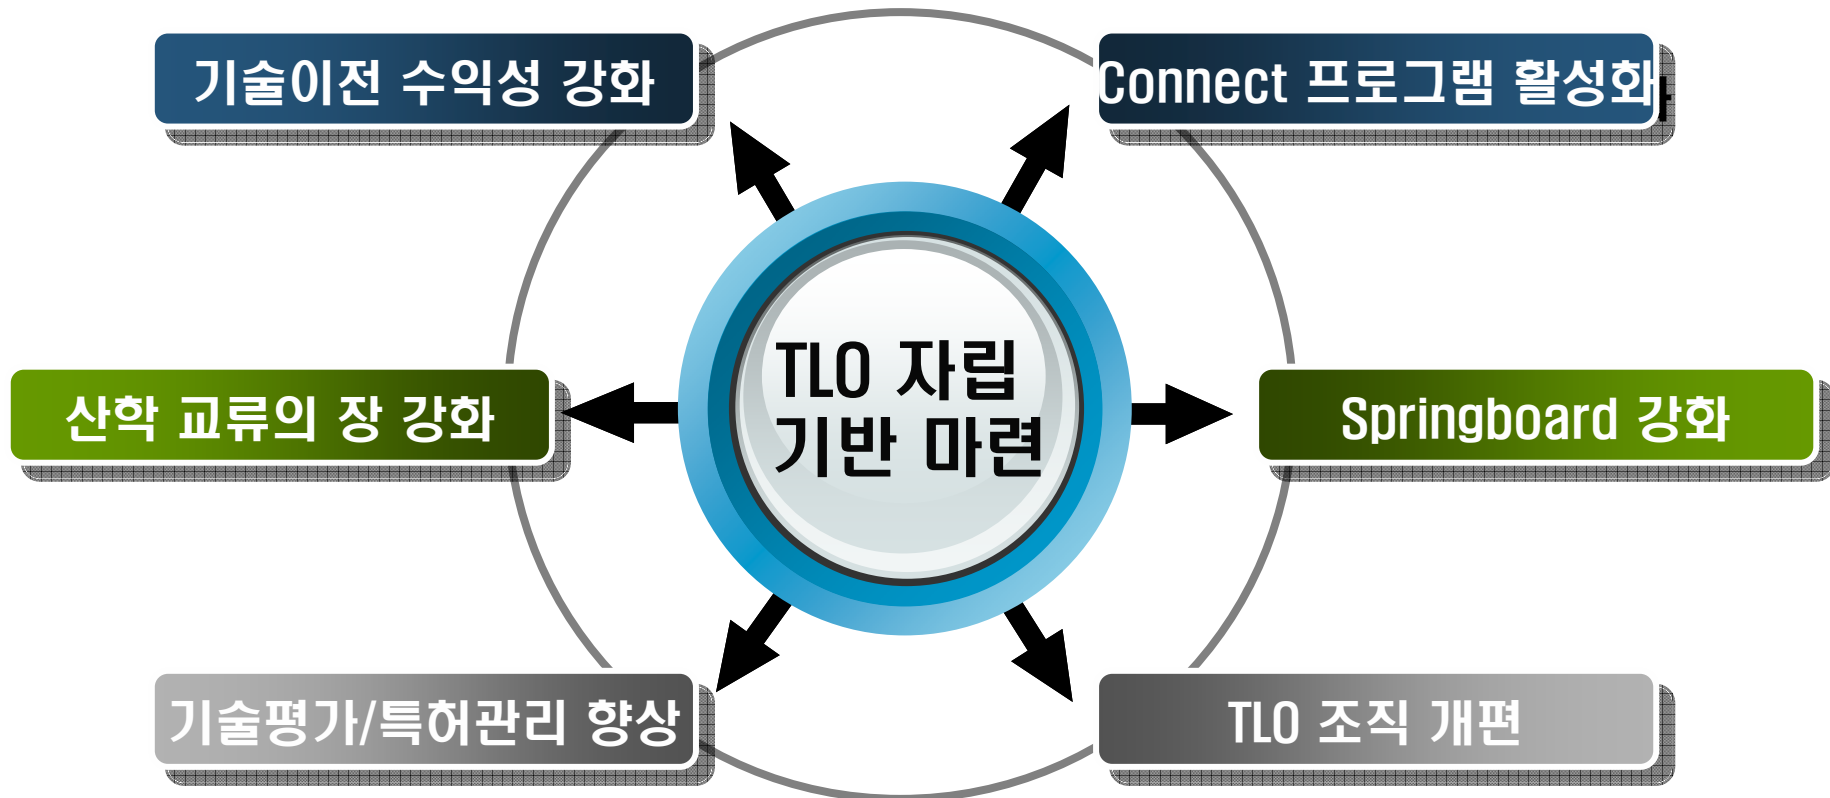 기술이전 수익성 강화
Connect 프로그램 활성화
TLO 자립
기반 마련
산학 교류의 장 강화
Springboard 강화
기술평가/특허관리 향상
TLO 조직 개편